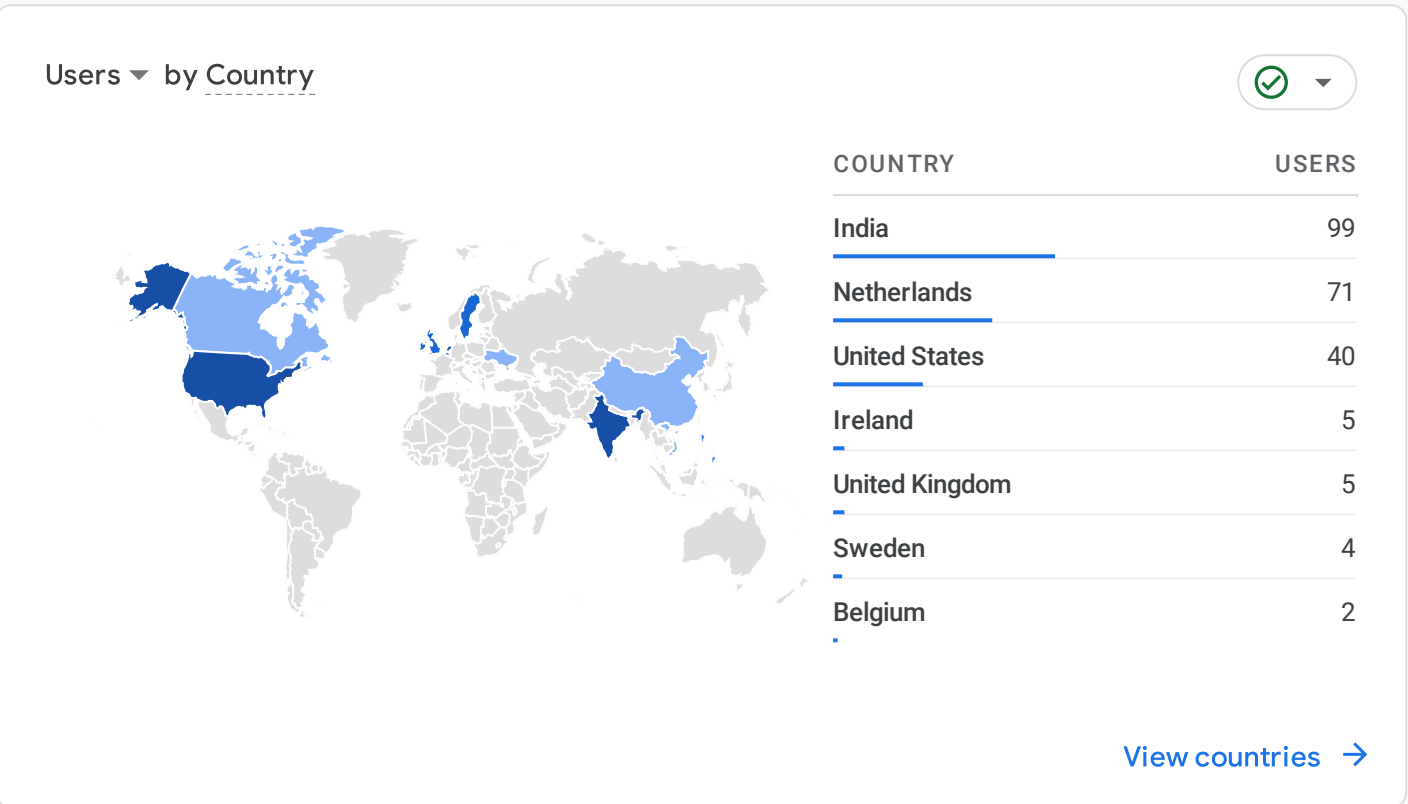 Users by Country
COUNTRY USERS
India 99
Netherlands 71
United States 40
Ireland 5
United Kingdom 5
Sweden 4
Belgium 2
View countries